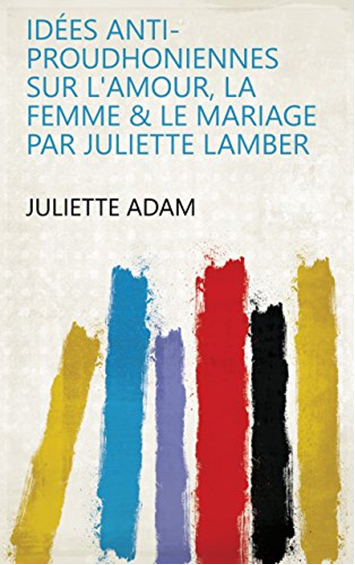 IDÉES ANTI-
PROUDHONIENNES
SUR L'AMOUR, LA
FEMME & LE MARIAGE
PAR JULIETTE LAMBER
JULIETTE ADAM